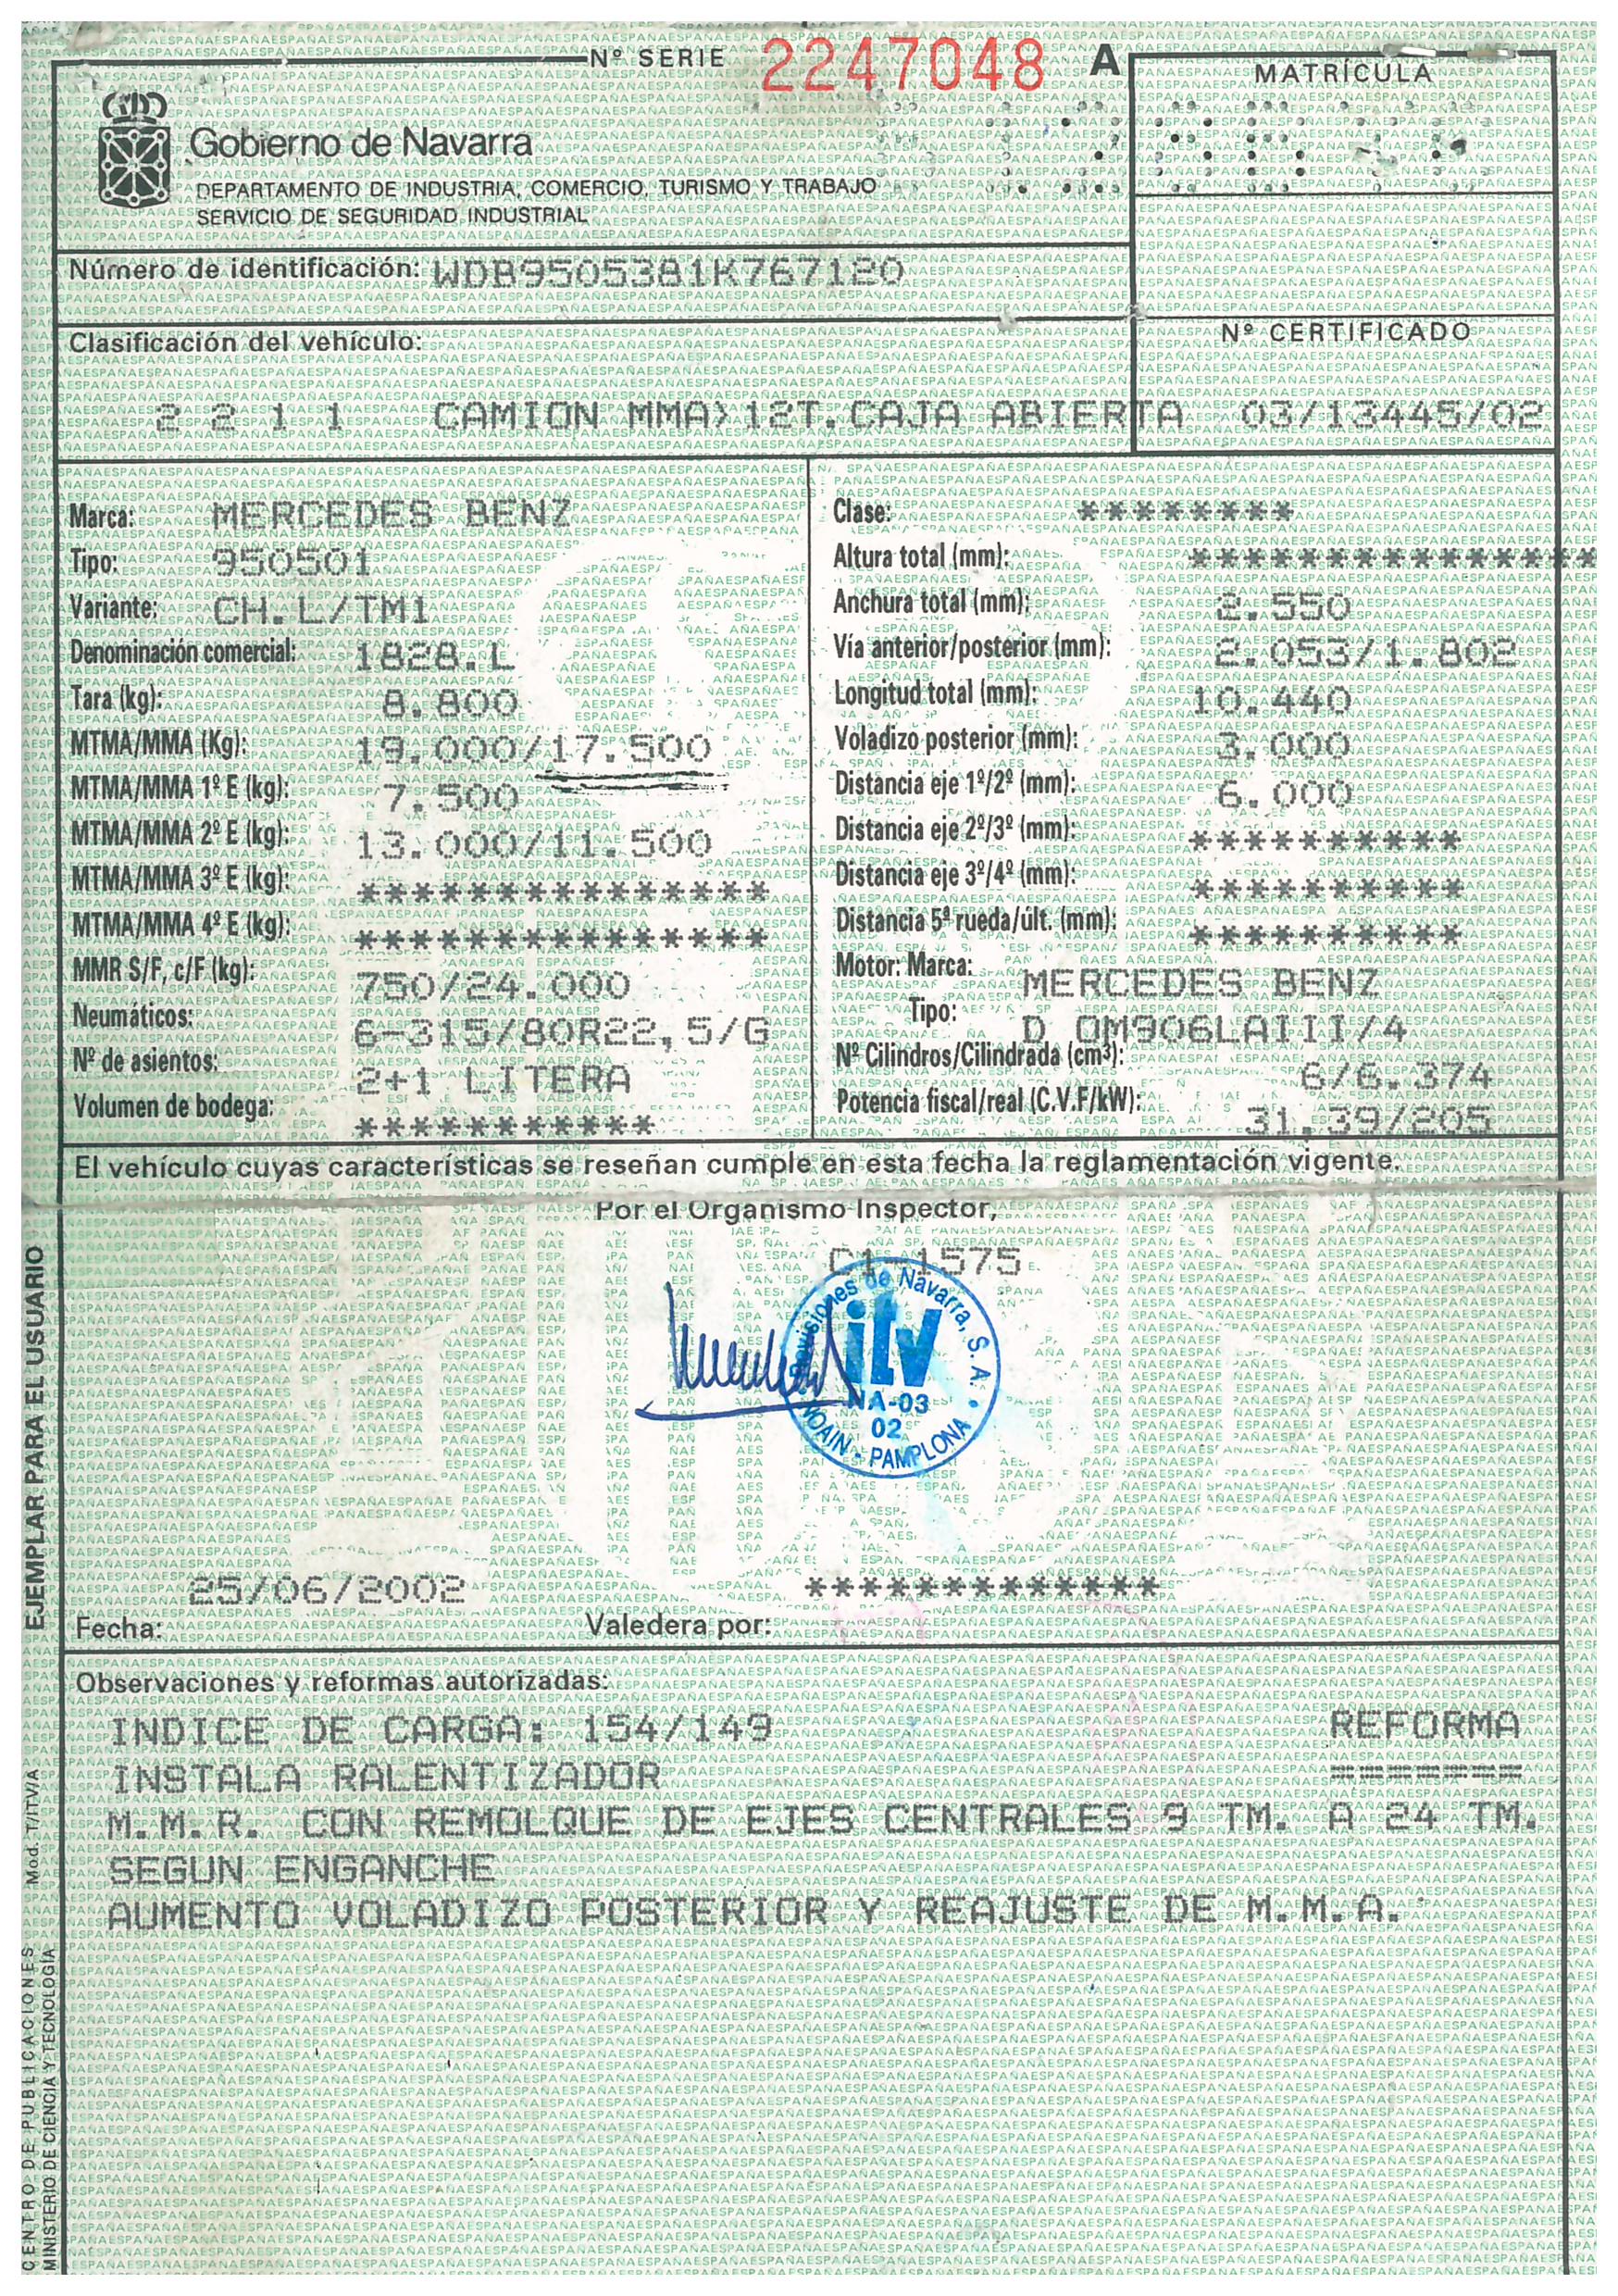 Nº SERIE 2247048 A
MATRÍCULA
Gobierno de Navarra
DEPARTAMENTO DE INDUSTRIA, COMERCIO, TURISMO Y TRABAJO
SERVICIO DE SEGURIDAD INDUSTRIAL
Número de identificación: WDB9505381K767120
Clasificación del vehículo:
Nº CERTIFICADO
2 2 1 1 CAMION MMA> 12T. CAJA ABIERTA 03/13445/02
Marca: MERCEDES BENZ
Tipo: 950501
Variante: CH.L/TM1
Denominación comercial: 1828.L
Tara (kg): 8.800
MTMA/MMA (Kg): 19.000/17.500
MTMA/MMA 1º E (kg): 7.500
MTMA/MMA 2º E (kg): 13.000/11.500
MTMA/MMA 3º E (kg): ***************
MTMA/MMA 4º E (kg): ***************
MMR S/F, c/F (kg): 750/24.000
Neumáticos: 6-315/80R22,5/G
Nº de asientos: 2+1 LITERA
Volumen de bodega: ***********
Clase: ********
Altura total (mm): ***************
Anchura total (mm): 2.550
Vía anterior/posterior (mm): 2.053/1.802
Longitud total (mm): 10.440
Voladizo posterior (mm): 3.000
Distancia eje 1º/2º (mm): 6.000
Distancia eje 2º/3º (mm): **********
Distancia eje 3º/4º (mm): **********
Distancia 5ª rueda/últ. (mm): **********
Motor: Marca: MERCEDES BENZ
Tipo: D OM906LAIII/4
Nº Cilindros/Cilindrada (cm³): 6/6.374
Potencia fiscal/real (C.V.F/kW): 31.39/205
El vehículo cuyas características se reseñan cumple en esta fecha la reglamentación vigente.
Por el Organismo Inspector,
C1 1575
Revisiones de Navarra, S.A.
itv
NA-03
02
NOAIN - PAMPLONA
25/06/2002 *************
Fecha: Valedera por:
Observaciones y reformas autorizadas:
INDICE DE CARGA: 154/149 REFORMA
INSTALA RALENTIZADOR =======
M.M.R. CON REMOLQUE DE EJES CENTRALES 9 TM. A 24 TM.
SEGUN ENGANCHE
AUMENTO VOLADIZO POSTERIOR Y REAJUSTE DE M.M.A.
EJEMPLAR PARA EL USUARIO
CENTRO DE PUBLICACIONES Mod. T/ITV/A
MINISTERIO DE CIENCIA Y TECNOLOGÍA